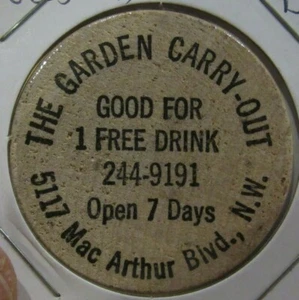 THE GARDEN CARRY-OUT
GOOD FOR
1 FREE DRINK
244-9191
Open 7 Days
5117 Mac Arthur Blvd., N.W.